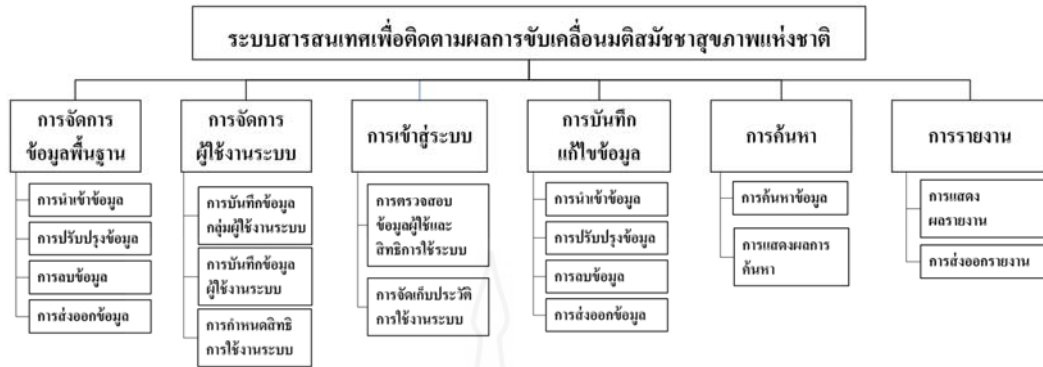 ระบบสารสนเทศเพื่อติดตามผลการขับเคลื่อนมติสมัชชาสุขภาพแห่งชาติ
การจัดการ
ข้อมูลพื้นฐาน
การนำเข้าข้อมูล
การปรับปรุงข้อมูล
การลบข้อมูล
การส่งออกข้อมูล
การจัดการ
ผู้ใช้งานระบบ
การบันทึกข้อมูล
กลุ่มผู้ใช้งานระบบ
การบันทึกข้อมูล
ผู้ใช้งานระบบ
การกำหนดสิทธิ
การใช้งานระบบ
การเข้าสู่ระบบ
การตรวจสอบ
ข้อมูลผู้ใช้และ
สิทธิการใช้ระบบ
การจัดเก็บประวัติ
การใช้งานระบบ
การบันทึก
แก้ไขข้อมูล
การนำเข้าข้อมูล
การปรับปรุงข้อมูล
การลบข้อมูล
การส่งออกข้อมูล
การค้นหา
การค้นหาข้อมูล
การแสดงผลการ
ค้นหา
การรายงาน
การแสดง
ผลรายงาน
การส่งออกรายงาน